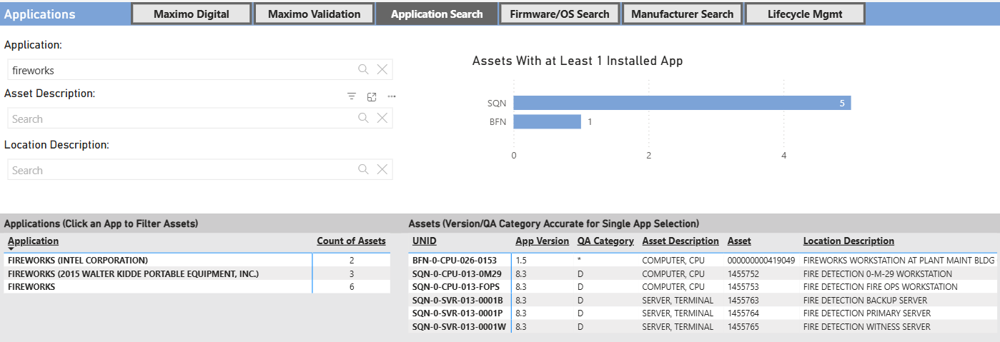 Applications
Maximo Digital
Maximo Validation
Application Search
Firmware/OS Search
Manufacturer Search
Lifecycle Mgmt
Application:
fireworks
Asset Description:
Search
Location Description:
Search
Assets With at Least 1 Installed App
SQN 5
BFN 1
0 2 4
Applications (Click an App to Filter Assets)
Application Count of Assets
FIREWORKS (INTEL CORPORATION) 2
FIREWORKS (2015 WALTER KIDDE PORTABLE EQUIPMENT, INC.) 3
FIREWORKS 6
Assets (Version/QA Category Accurate for Single App Selection)
UNID App Version QA Category Asset Description Asset Location Description
BFN-0-CPU-026-0153 1.5 * COMPUTER, CPU 000000000419049 FIREWORKS WORKSTATION AT PLANT MAINT BLDG
SQN-0-CPU-013-0M29 8.3 D COMPUTER, CPU 1455752 FIRE DETECTION 0-M-29 WORKSTATION
SQN-0-CPU-013-FOPS 8.3 D COMPUTER, CPU 1455753 FIRE DETECTION FIRE OPS WORKSTATION
SQN-0-SVR-013-0001B 8.3 D SERVER, TERMINAL 1455763 FIRE DETECTION BACKUP SERVER
SQN-0-SVR-013-0001P 8.3 D SERVER, TERMINAL 1455764 FIRE DETECTION PRIMARY SERVER
SQN-0-SVR-013-0001W 8.3 D SERVER, TERMINAL 1455765 FIRE DETECTION WITNESS SERVER